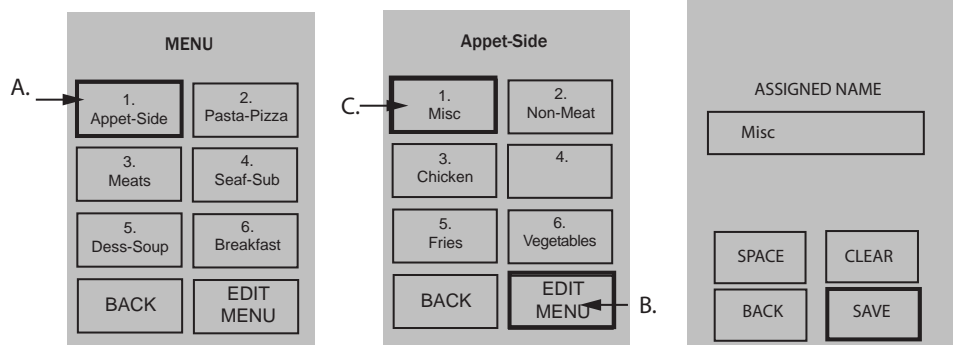 MENU
A.
1.
Appet-Side
2.
Pasta-Pizza
3.
Meats
4.
Seaf-Sub
5.
Dess-Soup
6.
Breakfast
BACK
EDIT
MENU
Appet-Side
C.
1.
Misc
2.
Non-Meat
3.
Chicken
4.
5.
Fries
6.
Vegetables
BACK
EDIT
MENU
B.
ASSIGNED NAME
Misc
SPACE
CLEAR
BACK
SAVE